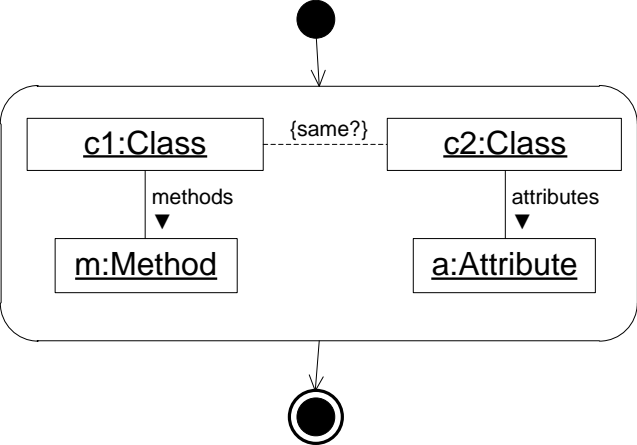 c1:Class
{same?}
c2:Class
methods
▼
attributes
▼
m:Method
a:Attribute